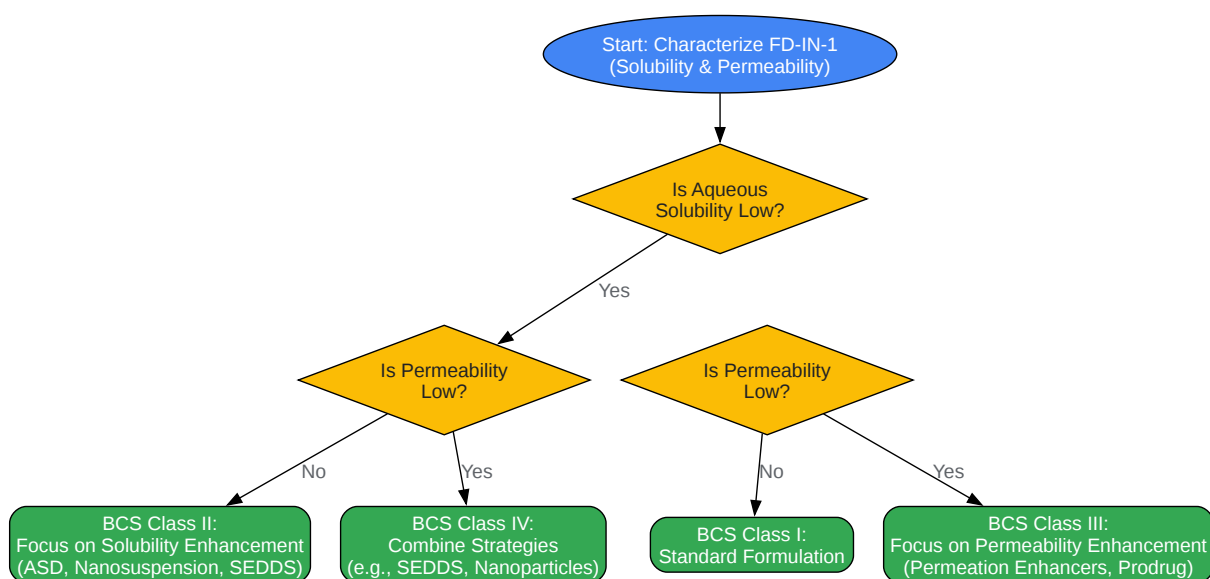 Start: Characterize FD-IN-1
(Solubility & Permeability)
Is Aqueous
Solubility Low?
Yes
Is Permeability
Low?
Is Permeability
Low?
No
Yes
No
Yes
BCS Class II:
Focus on Solubility Enhancement
(ASD, Nanosuspension, SEDDS)
BCS Class IV:
Combine Strategies
(e.g., SEDDS, Nanoparticles)
BCS Class I:
Standard Formulation
BCS Class III:
Focus on Permeability Enhancement
(Permeation Enhancers, Prodrug)